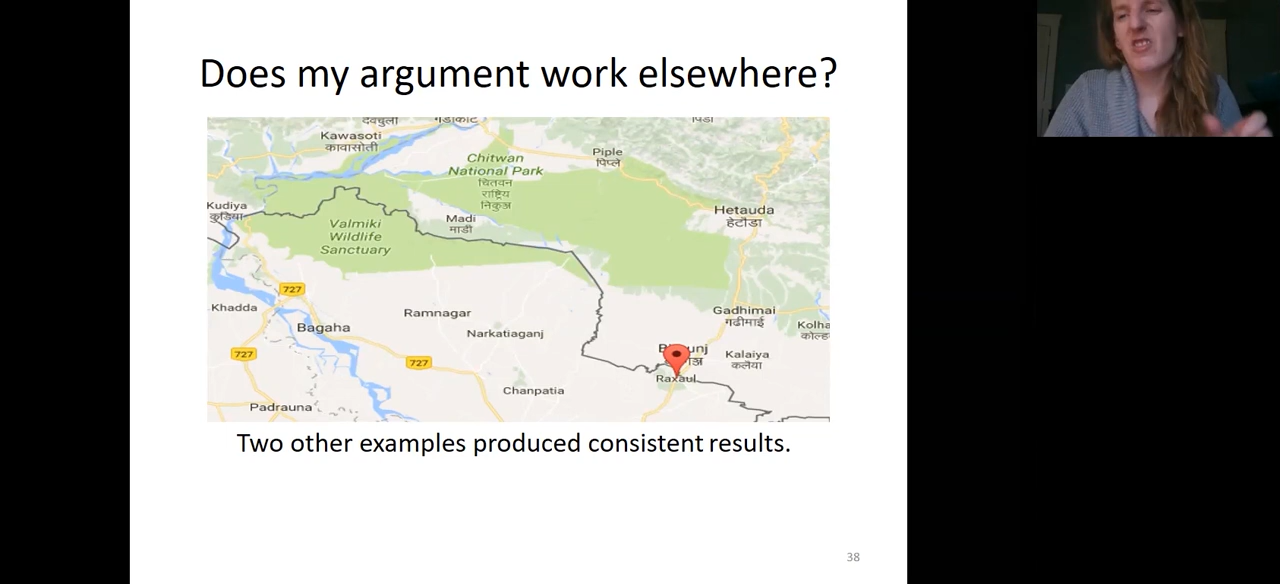 Does my argument work elsewhere?
Kawasoti
कावासोती
Piple
पिप्ले
Chitwan
National Park
चितवन
राष्ट्रिय
निकुञ्ज
Kudiya
कुडिया
Valmiki
Wildlife
Sanctuary
Madi
माडी
Hetauda
हेटौडा
727
Khadda
Ramnagar
Gadhimai
गढीमाई
Kolha
Bagaha
Narkatiaganj
727
727
Kalaiya
कलैया
Raxaul
Chanpatia
Padrauna
Two other examples produced consistent results.
38